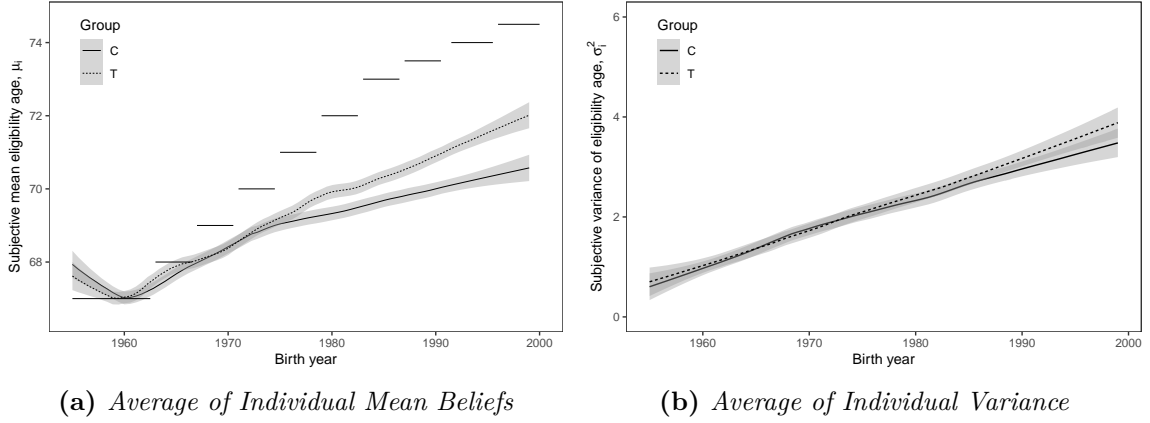 Group
C
T
74
72
70
68
Subjective mean eligibility age, μi
1960
1970
1980
1990
2000
Birth year
(a) Average of Individual Mean Beliefs
Group
C
T
6
4
2
0
Subjective variance of eligibility age, σi²
1960
1970
1980
1990
2000
Birth year
(b) Average of Individual Variance